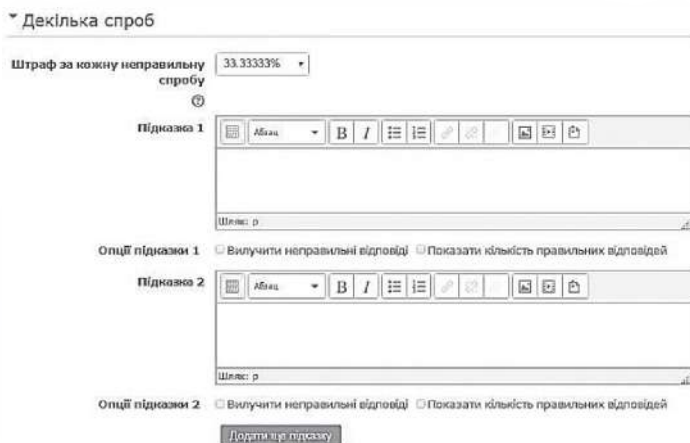 Декілька спроб
Штраф за кожну неправильну
спробу
33.33333%
Підказка 1
Абзац
B I
Шлях: p
Опції підказки 1 Вилучити неправильні відповіді Показати кількість правильних відповідей
Підказка 2
Абзац
B I
Шлях: p
Опції підказки 2 Вилучити неправильні відповіді Показати кількість правильних відповідей
Додати ще підказку